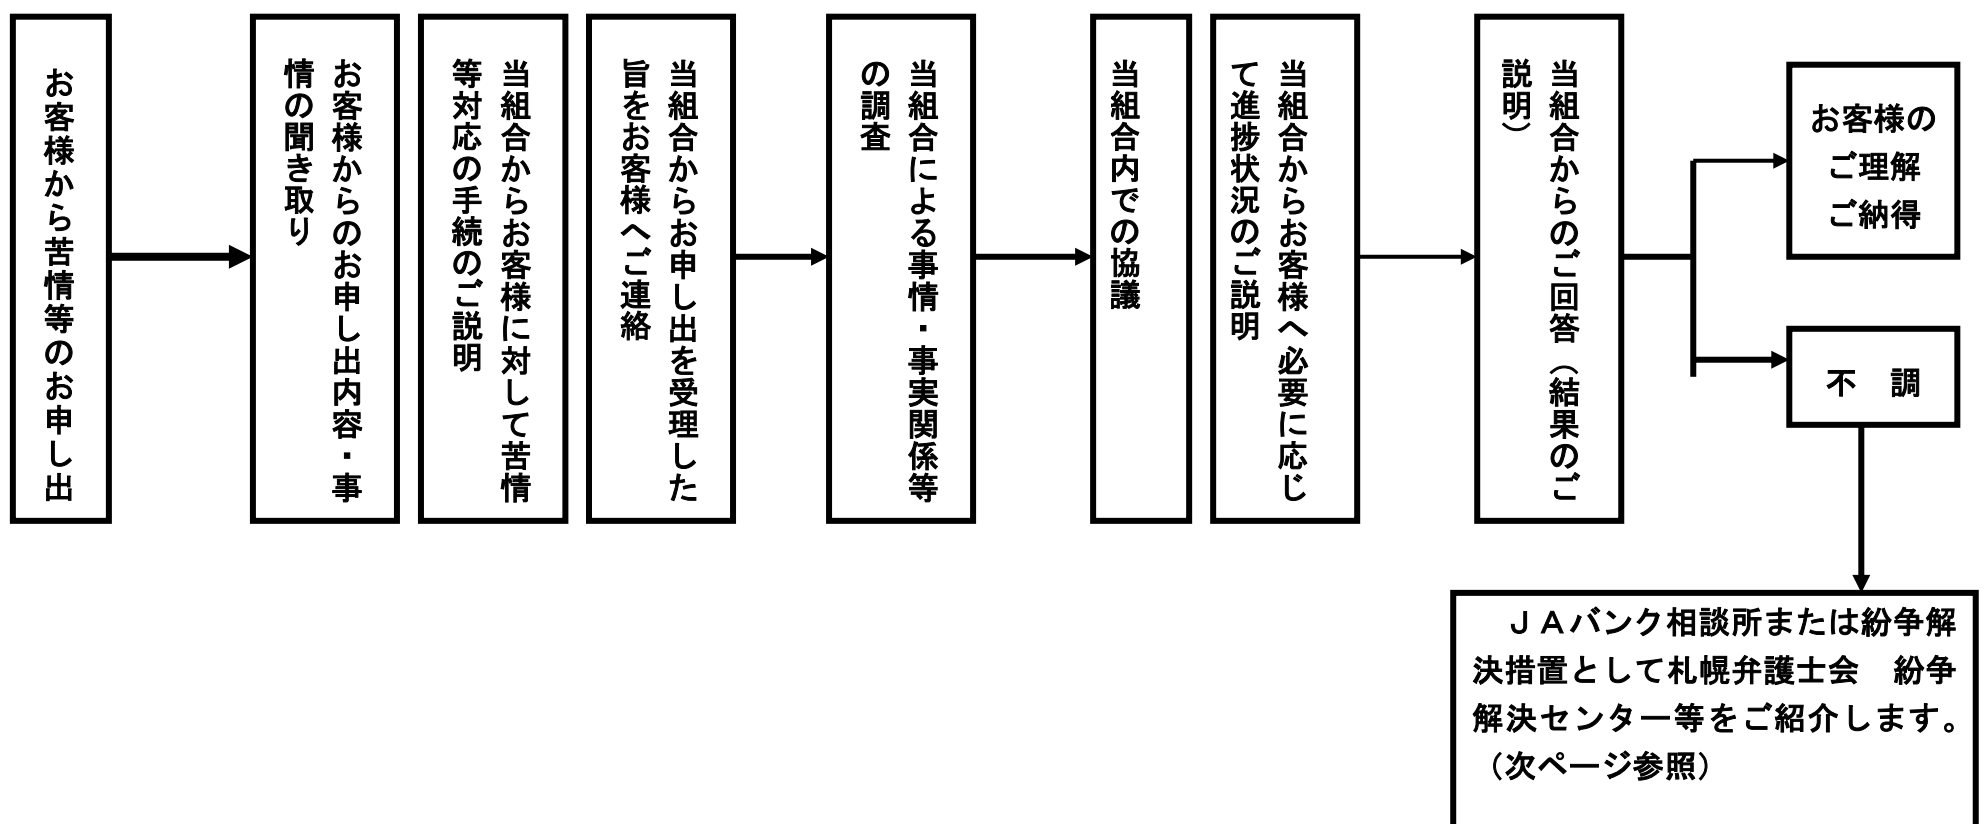 お客様から苦情等のお申し出
お客様からのお申し出内容・事
情の聞き取り
当組合からお客様に対して苦情
等対応の手続のご説明
当組合からお申し出を受理した
旨をお客様へご連絡
当組合による事情・事実関係等
の調査
当組合内での協議
当組合からお客様へ必要に応じ
て進捗状況のご説明
当組合からのご回答（結果のご
説明）
お客様の
ご理解
ご納得
不　調
ＪＡバンク相談所または紛争解
決措置として札幌弁護士会　紛争
解決センター等をご紹介します。
（次ページ参照）